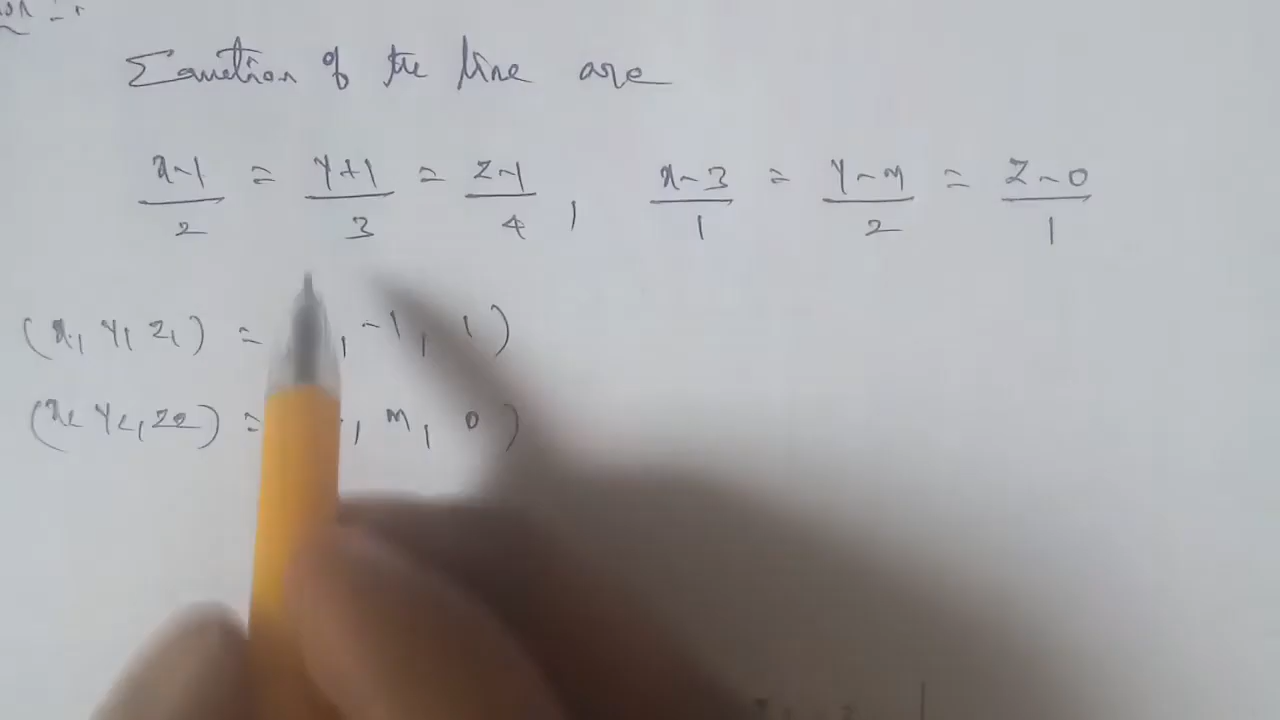 Equation of the line are
x-1/2 = y+1/3 = z-1/4 , x-3/1 = y-m/2 = z-0/1
(x₁, y₁, z₁) = , -1, 1)
(x₂, y₂, z₂) = , m, 0)